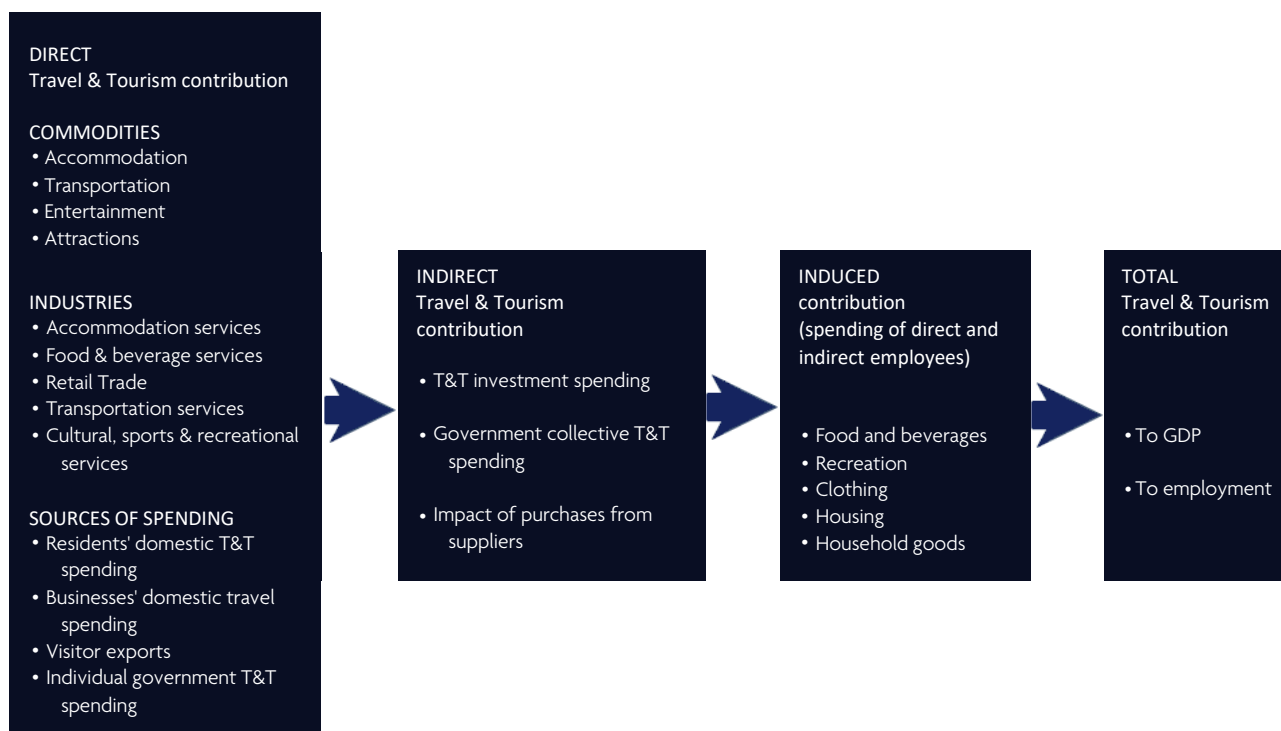 DIRECT
Travel & Tourism contribution
COMMODITIES
• Accommodation
• Transportation
• Entertainment
• Attractions
INDUSTRIES
• Accommodation services
• Food & beverage services
• Retail Trade
• Transportation services
• Cultural, sports & recreational
services
SOURCES OF SPENDING
• Residents' domestic T&T
spending
• Businesses' domestic travel
spending
• Visitor exports
• Individual government T&T
spending
INDIRECT
Travel & Tourism
contribution
• T&T investment spending
• Government collective T&T
spending
• Impact of purchases from
suppliers
INDUCED
contribution
(spending of direct and
indirect employees)
• Food and beverages
• Recreation
• Clothing
• Housing
• Household goods
TOTAL
Travel & Tourism
contribution
• To GDP
• To employment